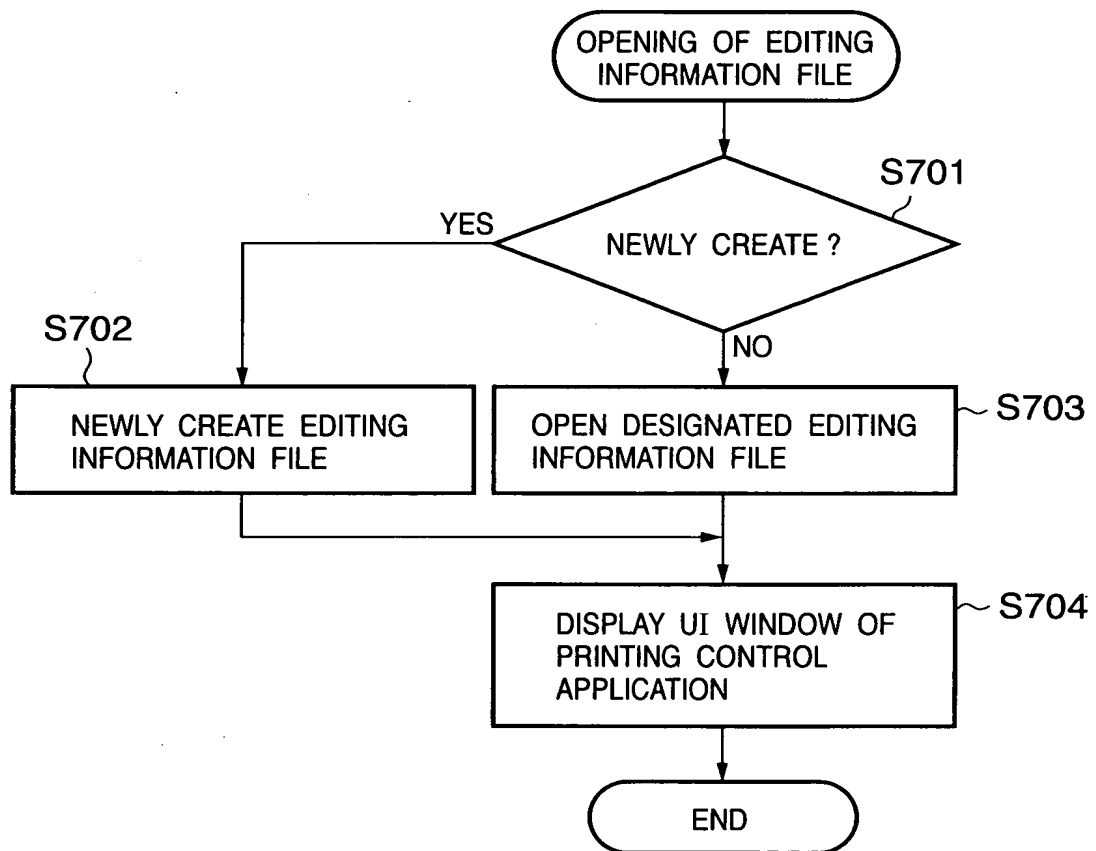 OPENING OF EDITING
INFORMATION FILE
S701
YES
NEWLY CREATE ?
S702
NO
NEWLY CREATE EDITING
INFORMATION FILE
OPEN DESIGNATED EDITING
INFORMATION FILE
S703
DISPLAY UI WINDOW OF
PRINTING CONTROL
APPLICATION
S704
END